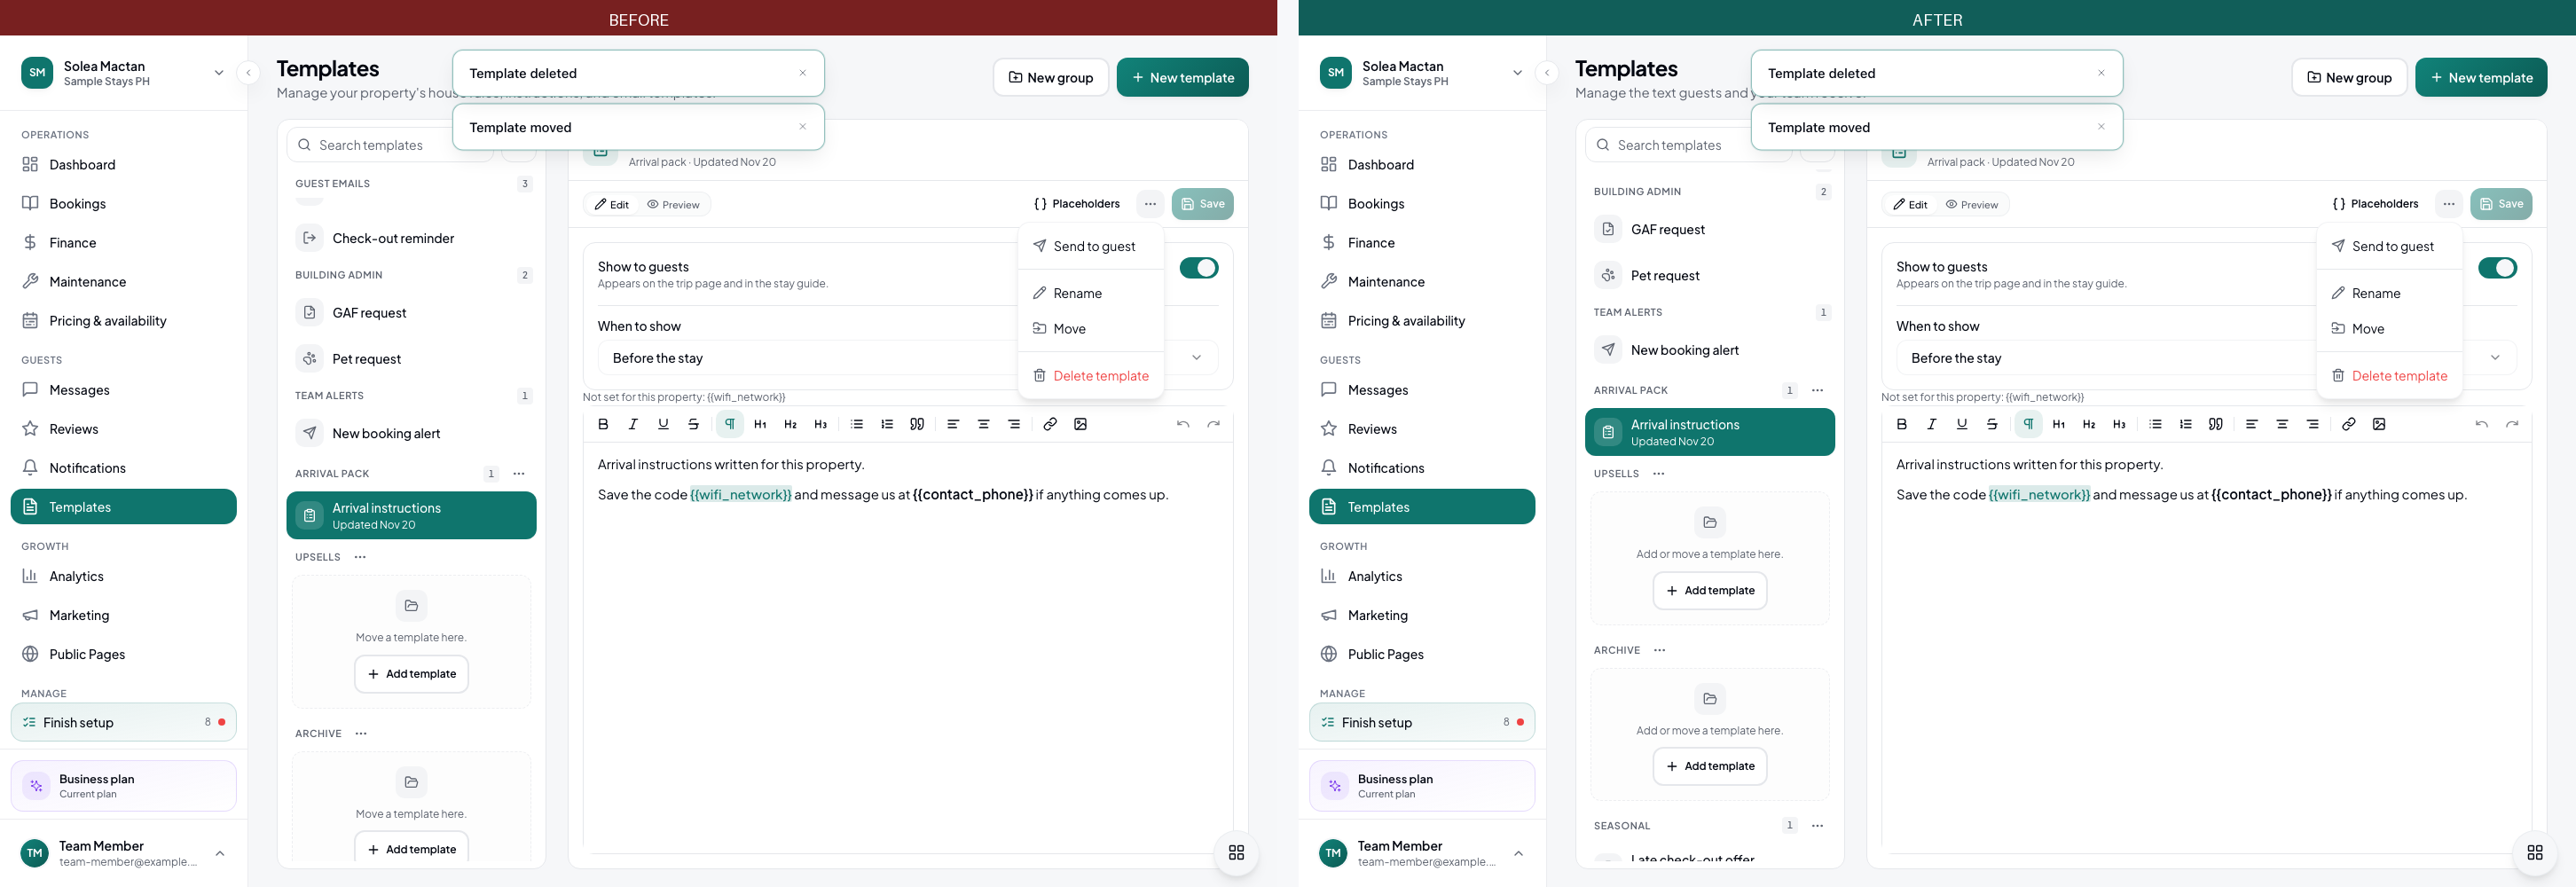 BEFORE
SM
Solea Mactan
Sample Stays PH
OPERATIONS
Dashboard
Bookings
Finance
Maintenance
Pricing & availability
GUESTS
Messages
Reviews
Notifications
Templates
GROWTH
Analytics
Marketing
Public Pages
MANAGE
Finish setup 8
Business plan
Current plan
TM
Team Member
team-member@example....
Templates
Manage your property's
New group
New template
Template deleted
Template moved
Search templates
GUEST EMAILS 3
Check-out reminder
BUILDING ADMIN 2
GAF request
Pet request
TEAM ALERTS 1
New booking alert
ARRIVAL PACK 1
Arrival instructions
Updated Nov 20
UPSELLS
Move a template here.
Add template
ARCHIVE
Move a template here.
Add template
Arrival pack · Updated Nov 20
Edit
Preview
{ } Placeholders
Save
Send to guest
Rename
Move
Delete template
Show to guests
Appears on the trip page and in the stay guide.
When to show
Before the stay
Not set for this property: {{wifi_network}}
B I U S ¶ H1 H2 H3
Arrival instructions written for this property.
Save the code {{wifi_network}} and message us at {{contact_phone}} if anything comes up.
AFTER
SM
Solea Mactan
Sample Stays PH
OPERATIONS
Dashboard
Bookings
Finance
Maintenance
Pricing & availability
GUESTS
Messages
Reviews
Notifications
Templates
GROWTH
Analytics
Marketing
Public Pages
MANAGE
Finish setup 8
Business plan
Current plan
TM
Team Member
team-member@example....
Templates
Manage the text guests and
New group
New template
Template deleted
Template moved
Search templates
BUILDING ADMIN 2
GAF request
Pet request
TEAM ALERTS 1
New booking alert
ARRIVAL PACK 1
Arrival instructions
Updated Nov 20
UPSELLS
Add or move a template here.
Add template
ARCHIVE
Add or move a template here.
Add template
SEASONAL 1
Late check-out offer
Arrival pack · Updated Nov 20
Edit
Preview
{ } Placeholders
Save
Send to guest
Rename
Move
Delete template
Show to guests
Appears on the trip page and in the stay guide.
When to show
Before the stay
Not set for this property: {{wifi_network}}
B I U S ¶ H1 H2 H3
Arrival instructions written for this property.
Save the code {{wifi_network}} and message us at {{contact_phone}} if anything comes up.